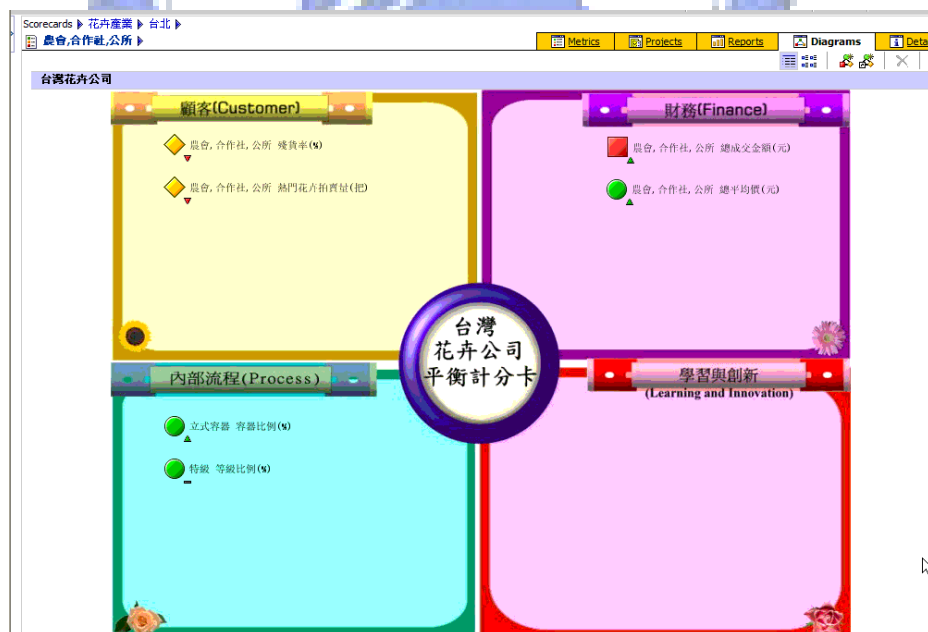 Scorecards 花卉產業 台北
農會,合作社,公所
Metrics Projects Reports Diagrams Deta
台灣花卉公司
顧客(Customer)
農會,合作社,公所 殘貨率(%)
農會,合作社,公所 熱門花卉拍賣量(把)
財務(Finance)
農會,合作社,公所 總成交金額(元)
農會,合作社,公所 總平均價(元)
台灣
花卉公司
平衡計分卡
內部流程(Process)
立式容器 容器比例(%)
特級 等級比例(%)
學習與創新
(Learning and Innovation)